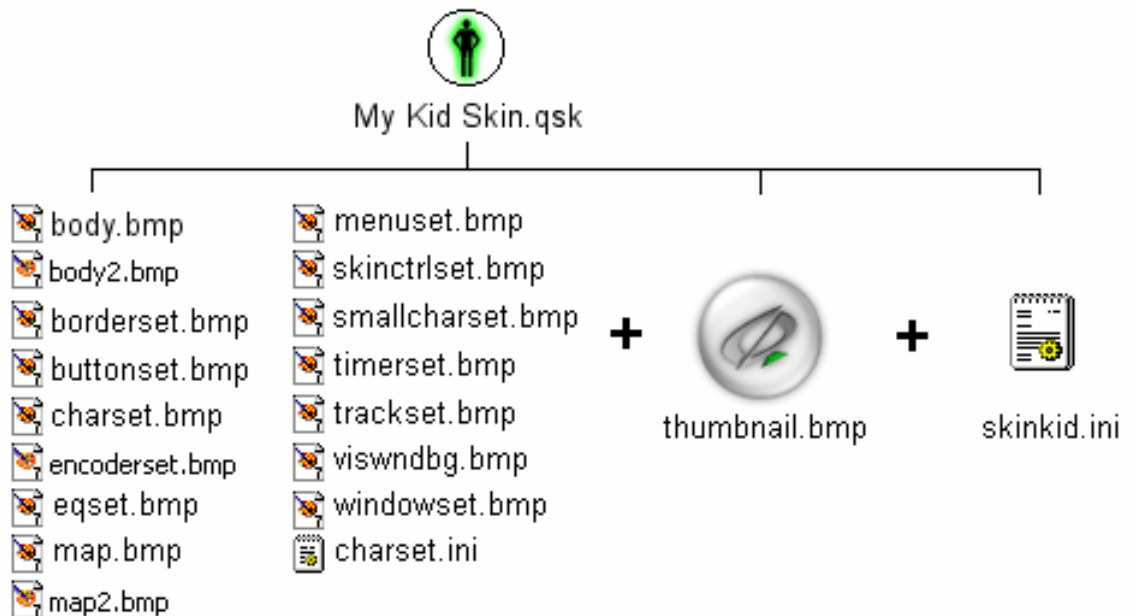 My Kid Skin.qsk
body.bmp
body2.bmp
borderset.bmp
buttonset.bmp
charset.bmp
encoderset.bmp
eqset.bmp
map.bmp
map2.bmp
menuset.bmp
skinctrlset.bmp
smallcharset.bmp
timerset.bmp
trackset.bmp
viswndbg.bmp
windowset.bmp
charset.ini
+
thumbnail.bmp
+
skinkid.ini